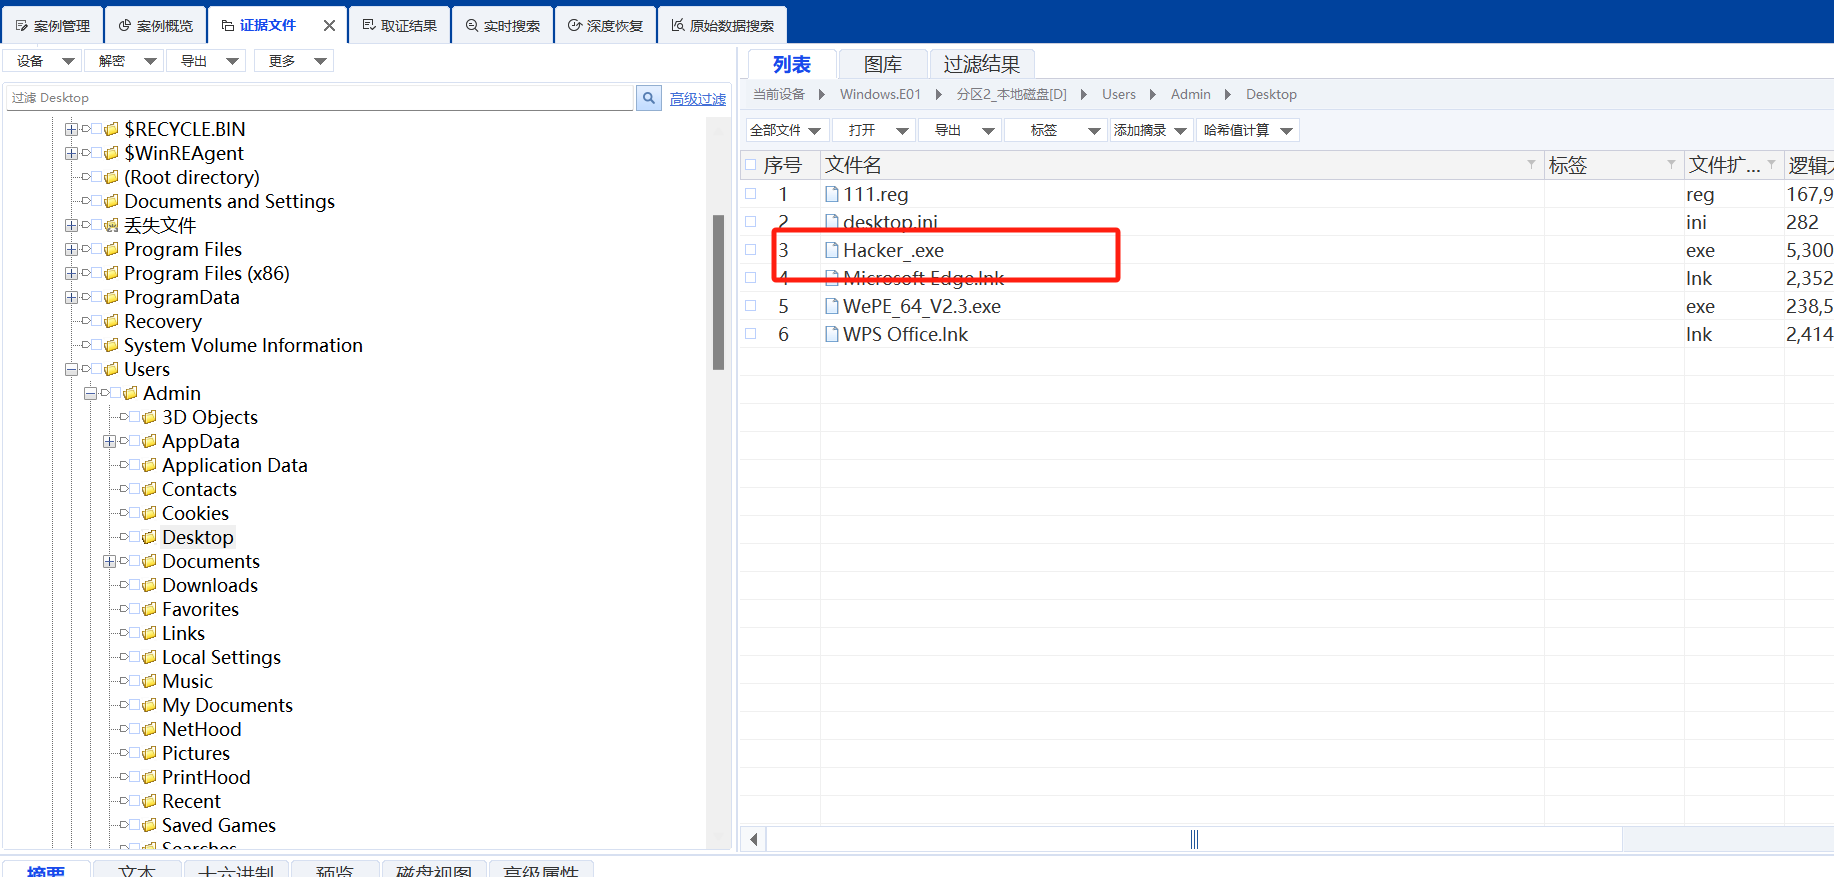 案例管理
案例概览
证据文件
取证结果
实时搜索
深度恢复
原始数据搜索
设备
解密
导出
更多
过滤 Desktop
高级过滤
$RECYCLE.BIN
$WinREAgent
(Root directory)
Documents and Settings
丢失文件
Program Files
Program Files (x86)
ProgramData
Recovery
System Volume Information
Users
Admin
3D Objects
AppData
Application Data
Contacts
Cookies
Desktop
Documents
Downloads
Favorites
Links
Local Settings
Music
My Documents
NetHood
Pictures
PrintHood
Recent
Saved Games
Searches
列表
图库
过滤结果
当前设备 Windows.E01 分区2_本地磁盘[D] Users Admin Desktop
全部文件 打开 导出 标签 添加摘录 哈希值计算
序号 文件名 标签 文件扩... 逻辑大
1 111.reg reg 167,9
2 desktop.ini ini 282
3 Hacker_.exe exe 5,300
4 Microsoft Edge.lnk lnk 2,352
5 WePE_64_V2.3.exe exe 238,5
6 WPS Office.lnk lnk 2,414
摘要 文本 十六进制 预览 磁盘视图 高级属性